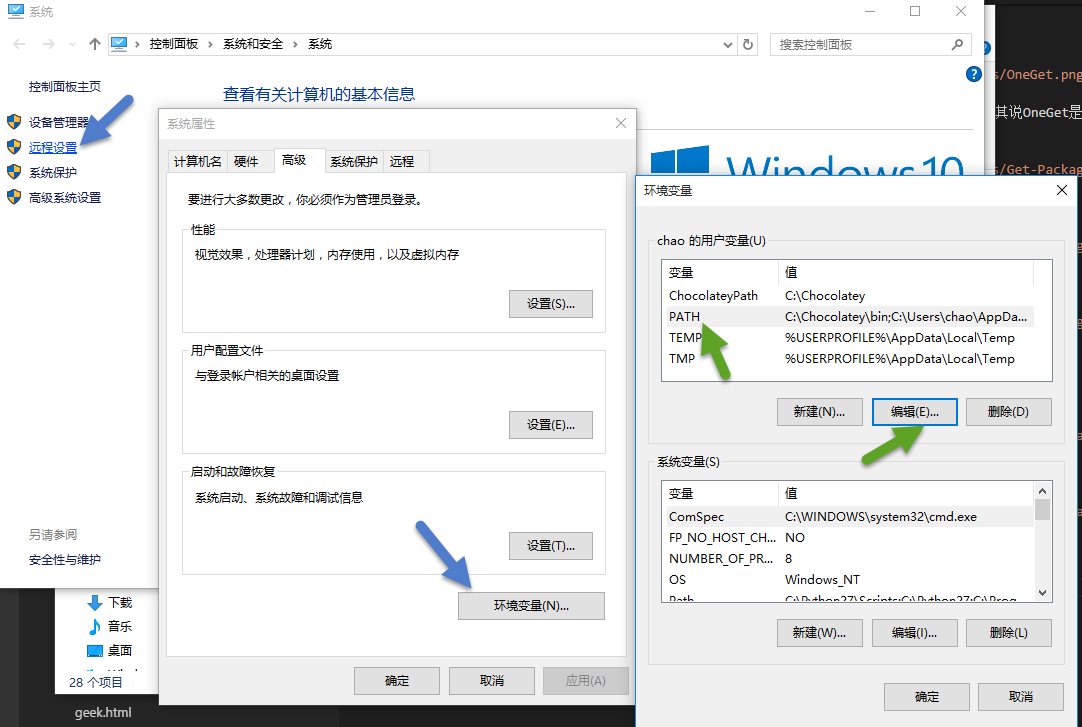 系统
控制面板 › 系统和安全 › 系统
搜索控制面板
控制面板主页
查看有关计算机的基本信息
设备管理器
远程设置
系统保护
高级系统设置
另请参阅
安全性与维护
Windows 10
s/OneGet.png
其说OneGet是
s/Get-Packag
系统属性
计算机名
硬件
高级
系统保护
远程
要进行大多数更改，你必须作为管理员登录。
性能
视觉效果，处理器计划，内存使用，以及虚拟内存
设置(S)...
用户配置文件
与登录帐户相关的桌面设置
设置(E)...
启动和故障恢复
系统启动、系统故障和调试信息
设置(T)...
环境变量(N)...
确定
取消
应用(A)
环境变量
chao 的用户变量(U)
变量 值
ChocolateyPath C:\Chocolatey
PATH C:\Chocolatey\bin;C:\Users\chao\AppDa...
TEMP %USERPROFILE%\AppData\Local\Temp
TMP %USERPROFILE%\AppData\Local\Temp
新建(N)...
编辑(E)...
删除(D)
系统变量(S)
变量 值
ComSpec C:\WINDOWS\system32\cmd.exe
FP_NO_HOST_CH... NO
NUMBER_OF_PR... 8
OS Windows_NT
Path C:\Python27\Scripts;C:\Python27;C:\Prog
新建(W)...
编辑(I)...
删除(L)
确定
取消
下载
音乐
桌面
28 个项目
geek.html